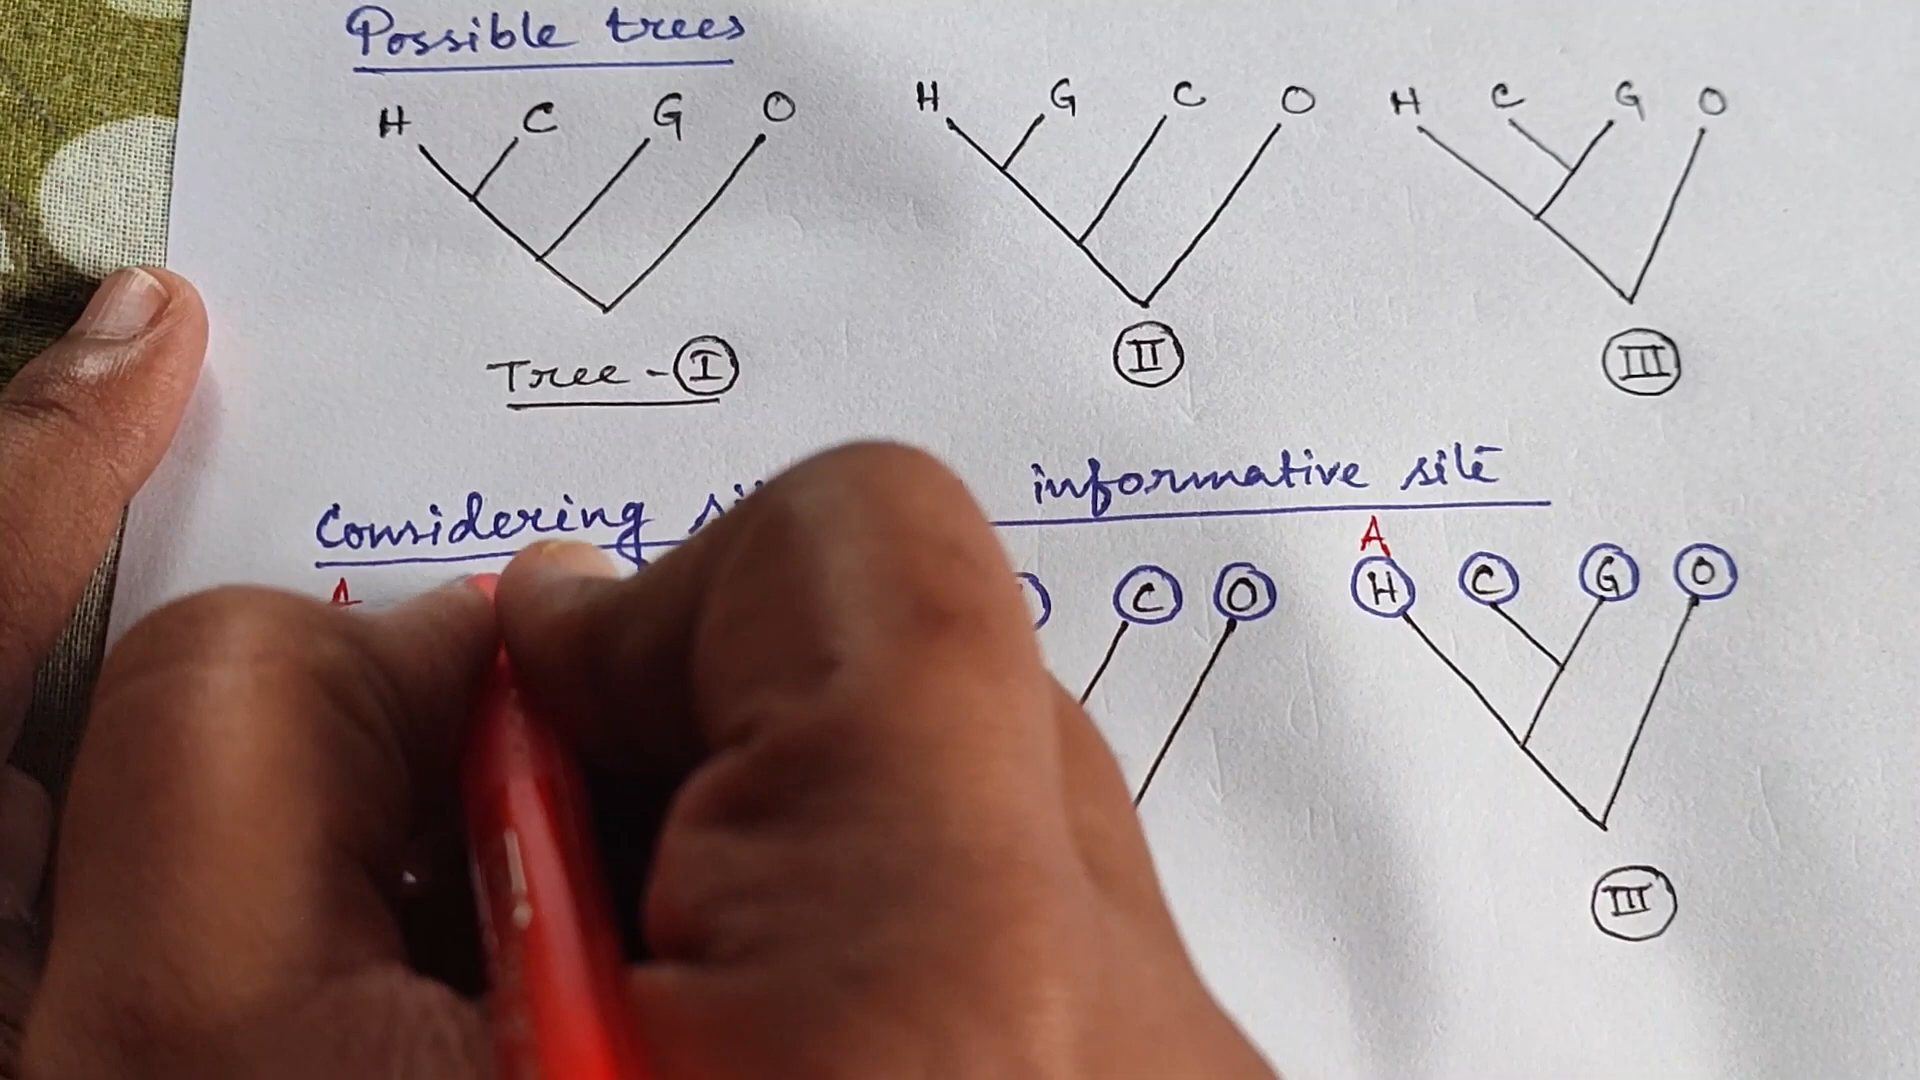 Possible trees
H C G O H G C O H C G O
Tree - I II III
Considering informative site
A A
C O H C G O
III